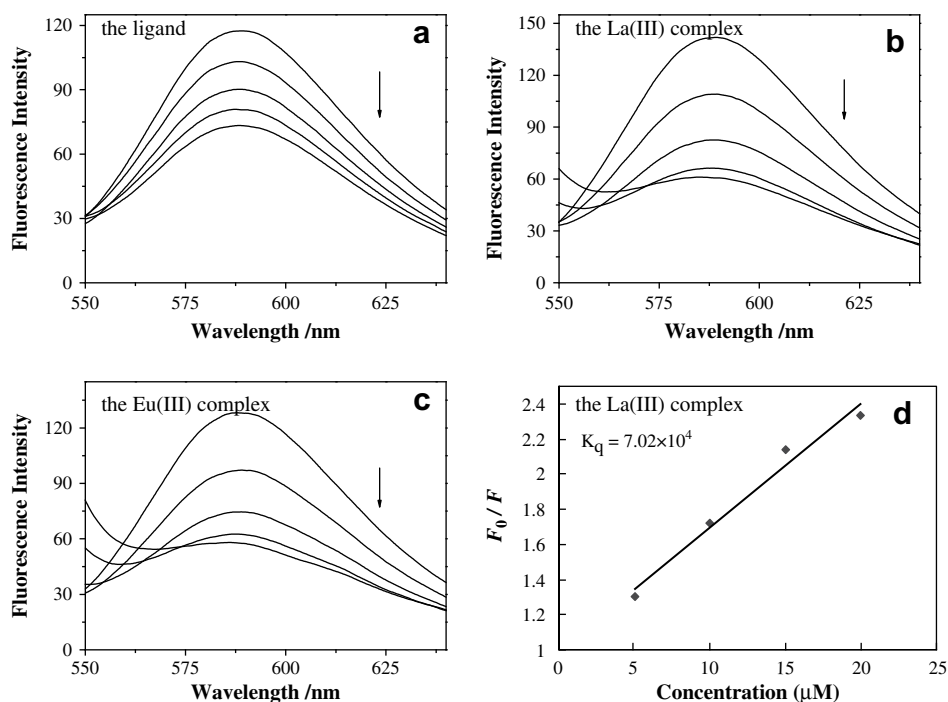 the ligand
a
120
90
60
30
0
550
575
600
625
Fluorescence Intensity
Wavelength /nm
the La(III) complex
b
150
120
90
60
30
0
550
575
600
625
Fluorescence Intensity
Wavelength /nm
the Eu(III) complex
c
120
90
60
30
0
550
575
600
625
Fluorescence Intensity
Wavelength /nm
the La(III) complex
d
K_q = 7.02×10⁴
2.4
2.2
2
1.8
1.6
1.4
1.2
1
0
5
10
15
20
25
F₀ / F
Concentration (μM)